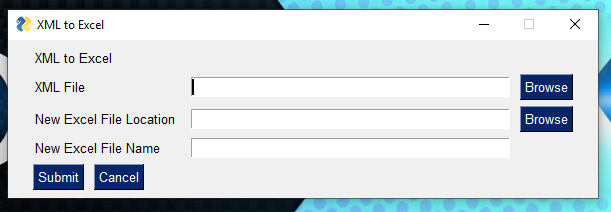 XML to Excel
XML to Excel
XML File Browse
New Excel File Location Browse
New Excel File Name
Submit Cancel